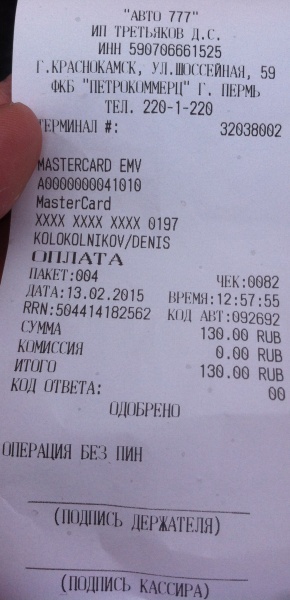 "АВТО 777"
ИП ТРЕТЬЯКОВ Д.С.
ИНН 590706661525
Г.КРАСНОКАМСК, УЛ.ШОССЕЙНАЯ, 59
ФКБ "ПЕТРОКОММЕРЦ" Г. ПЕРМЬ
ТЕЛ. 220-1-220
ТЕРМИНАЛ #: 32038002
MASTERCARD EMV
A0000000041010
MasterCard
XXXX XXXX XXXX 0197
KOLOKOLNIKOV/DENIS
ОПЛАТА
ПАКЕТ:004 ЧЕК:0082
ДАТА:13.02.2015 ВРЕМЯ:12:57:55
RRN:504414182562 КОД АВТ:092692
СУММА 130.00 RUB
КОМИССИЯ 0.00 RUB
ИТОГО 130.00 RUB
КОД ОТВЕТА: 00
ОДОБРЕНО
ОПЕРАЦИЯ БЕЗ ПИН
(ПОДПИСЬ ДЕРЖАТЕЛЯ)
(ПОДПИСЬ КАССИРА)